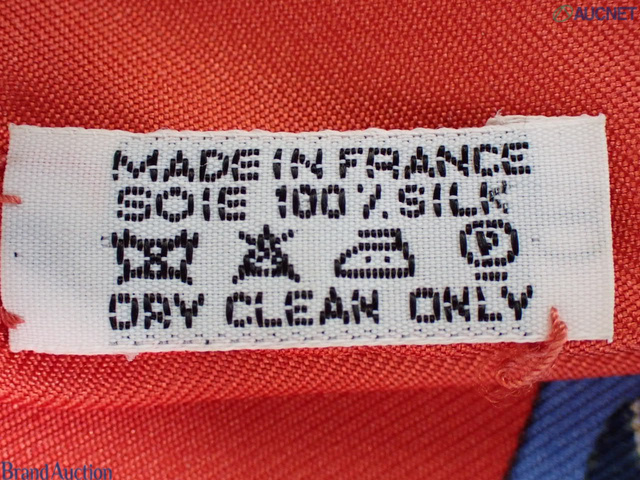 AUCNET
MADE IN FRANCE
SOIE 100% SILK
P
DRY CLEAN ONLY
Brand Auction